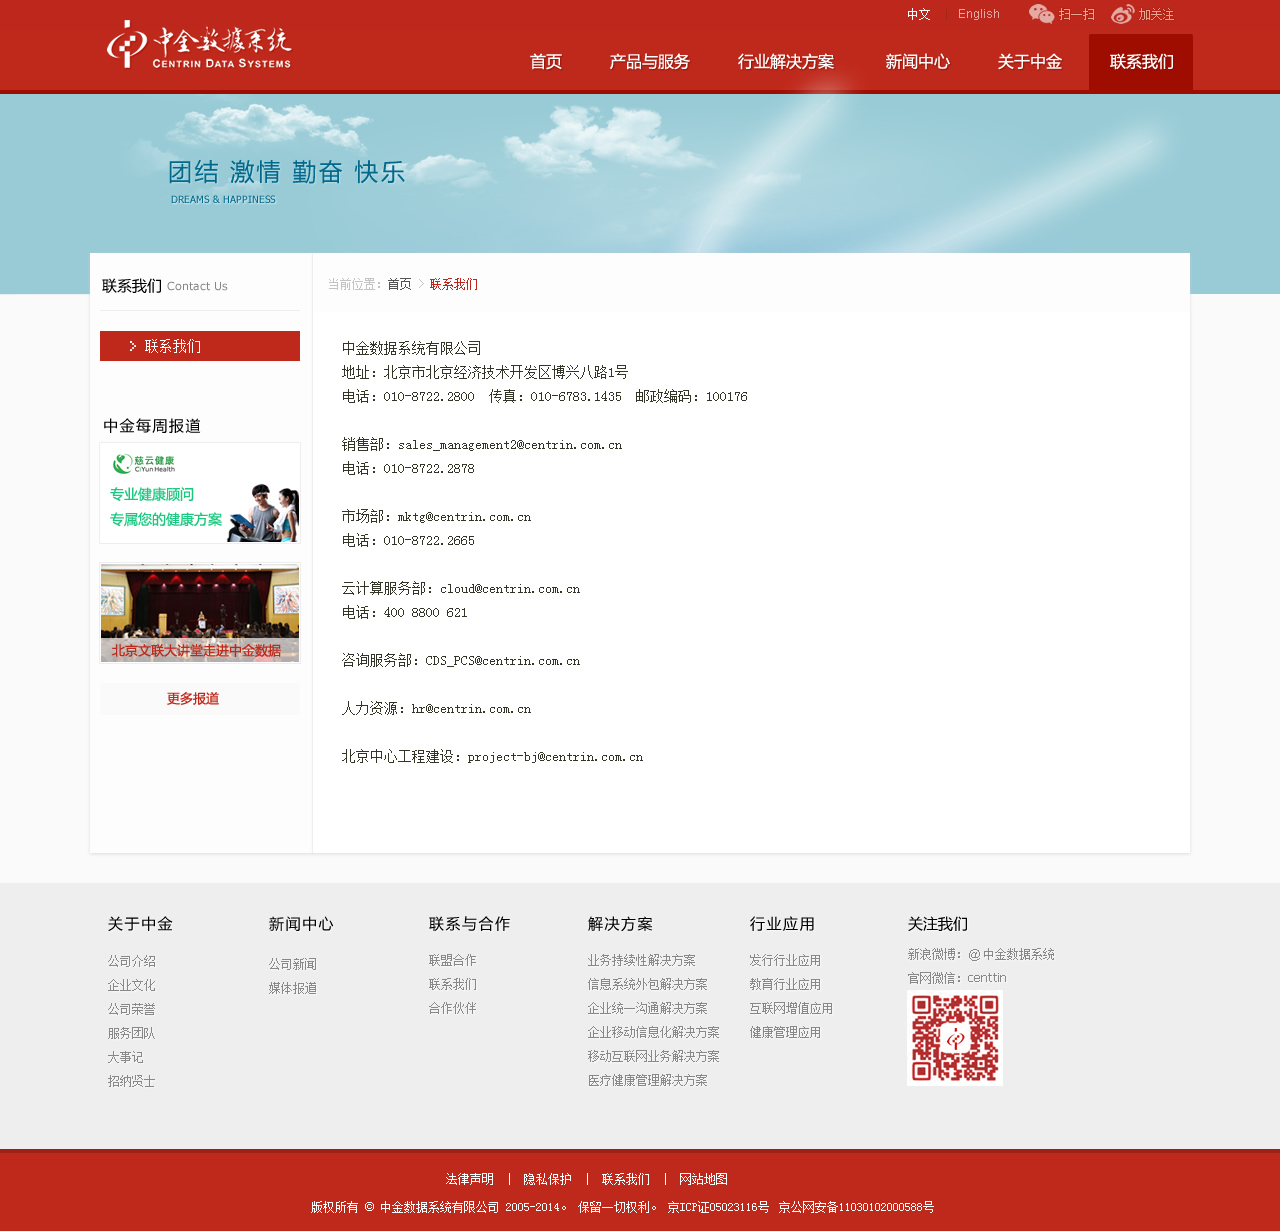 中文 | English 扫一扫 加关注
中金数据系统
CENTRIN DATA SYSTEMS
首页 产品与服务 行业解决方案 新闻中心 关于中金 联系我们
团结 激情 勤奋 快乐
DREAMS & HAPPINESS
联系我们 Contact Us
当前位置：首页 > 联系我们
> 联系我们
中金每周报道
慈云健康
CiYun Health
专业健康顾问
专属您的健康方案
北京文联大讲堂走进中金数据
更多报道
中金数据系统有限公司
地址：北京市北京经济技术开发区博兴八路1号
电话：010-8722.2800 传真：010-6783.1435 邮政编码：100176
销售部：sales_management2@centrin.com.cn
电话：010-8722.2878
市场部：mktg@centrin.com.cn
电话：010-8722.2665
云计算服务部：cloud@centrin.com.cn
电话：400 8800 621
咨询服务部：CDS_PCS@centrin.com.cn
人力资源：hr@centrin.com.cn
北京中心工程建设：project-bj@centrin.com.cn
关于中金
公司介绍
企业文化
公司荣誉
服务团队
大事记
招纳贤士
新闻中心
公司新闻
媒体报道
联系与合作
联盟合作
联系我们
合作伙伴
解决方案
业务持续性解决方案
信息系统外包解决方案
企业统一沟通解决方案
企业移动信息化解决方案
移动互联网业务解决方案
医疗健康管理解决方案
行业应用
发行行业应用
教育行业应用
互联网增值应用
健康管理应用
关注我们
新浪微博：@中金数据系统
官网微信：centtin
法律声明 | 隐私保护 | 联系我们 | 网站地图
版权所有 © 中金数据系统有限公司 2005-2014。 保留一切权利。 京ICP证05023116号 京公网安备11030102000588号